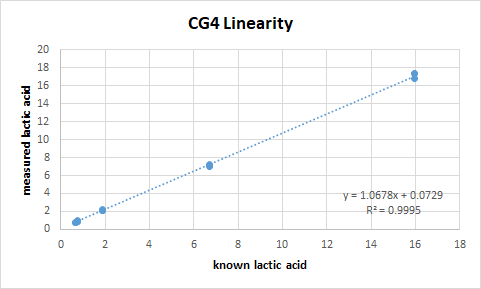 CG4 Linearity
20
18
16
14
12
10
8
6
4
2
0
measured lactic acid
y = 1.0678x + 0.0729
R² = 0.9995
0 2 4 6 8 10 12 14 16 18
known lactic acid